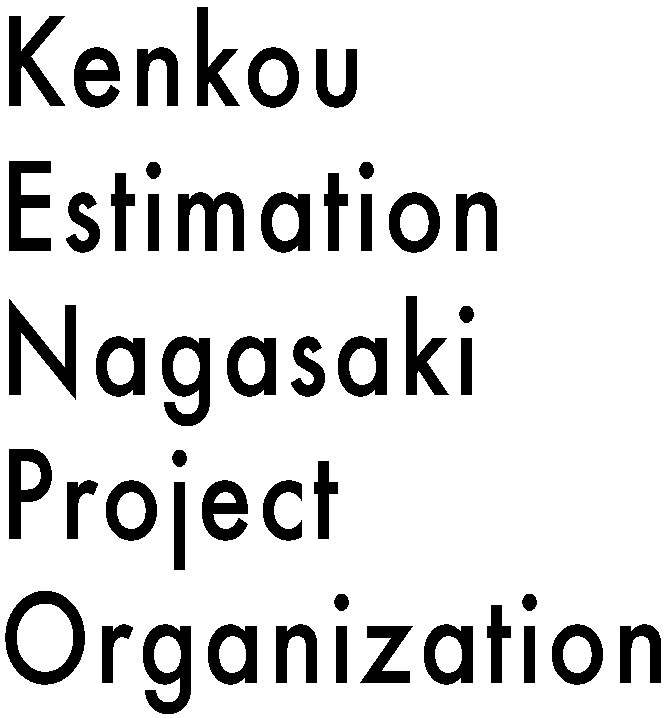 Kenkou
Estimation
Nagasaki
Project
Organization